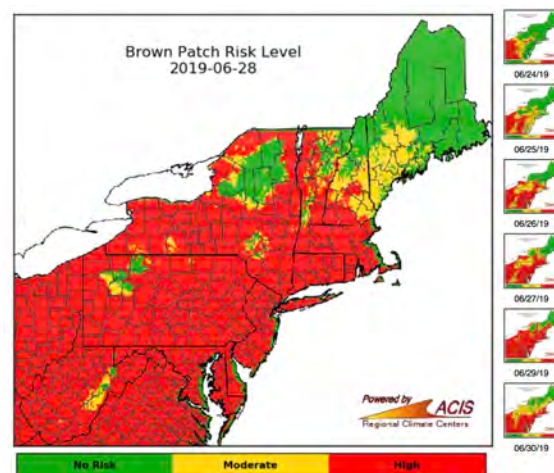 Brown Patch Risk Level
2019-06-28
Powered by
ACIS
Regional Climate Centers
No Risk
Moderate
High
06/24/19
06/25/19
06/26/19
06/27/19
06/29/19
06/30/19